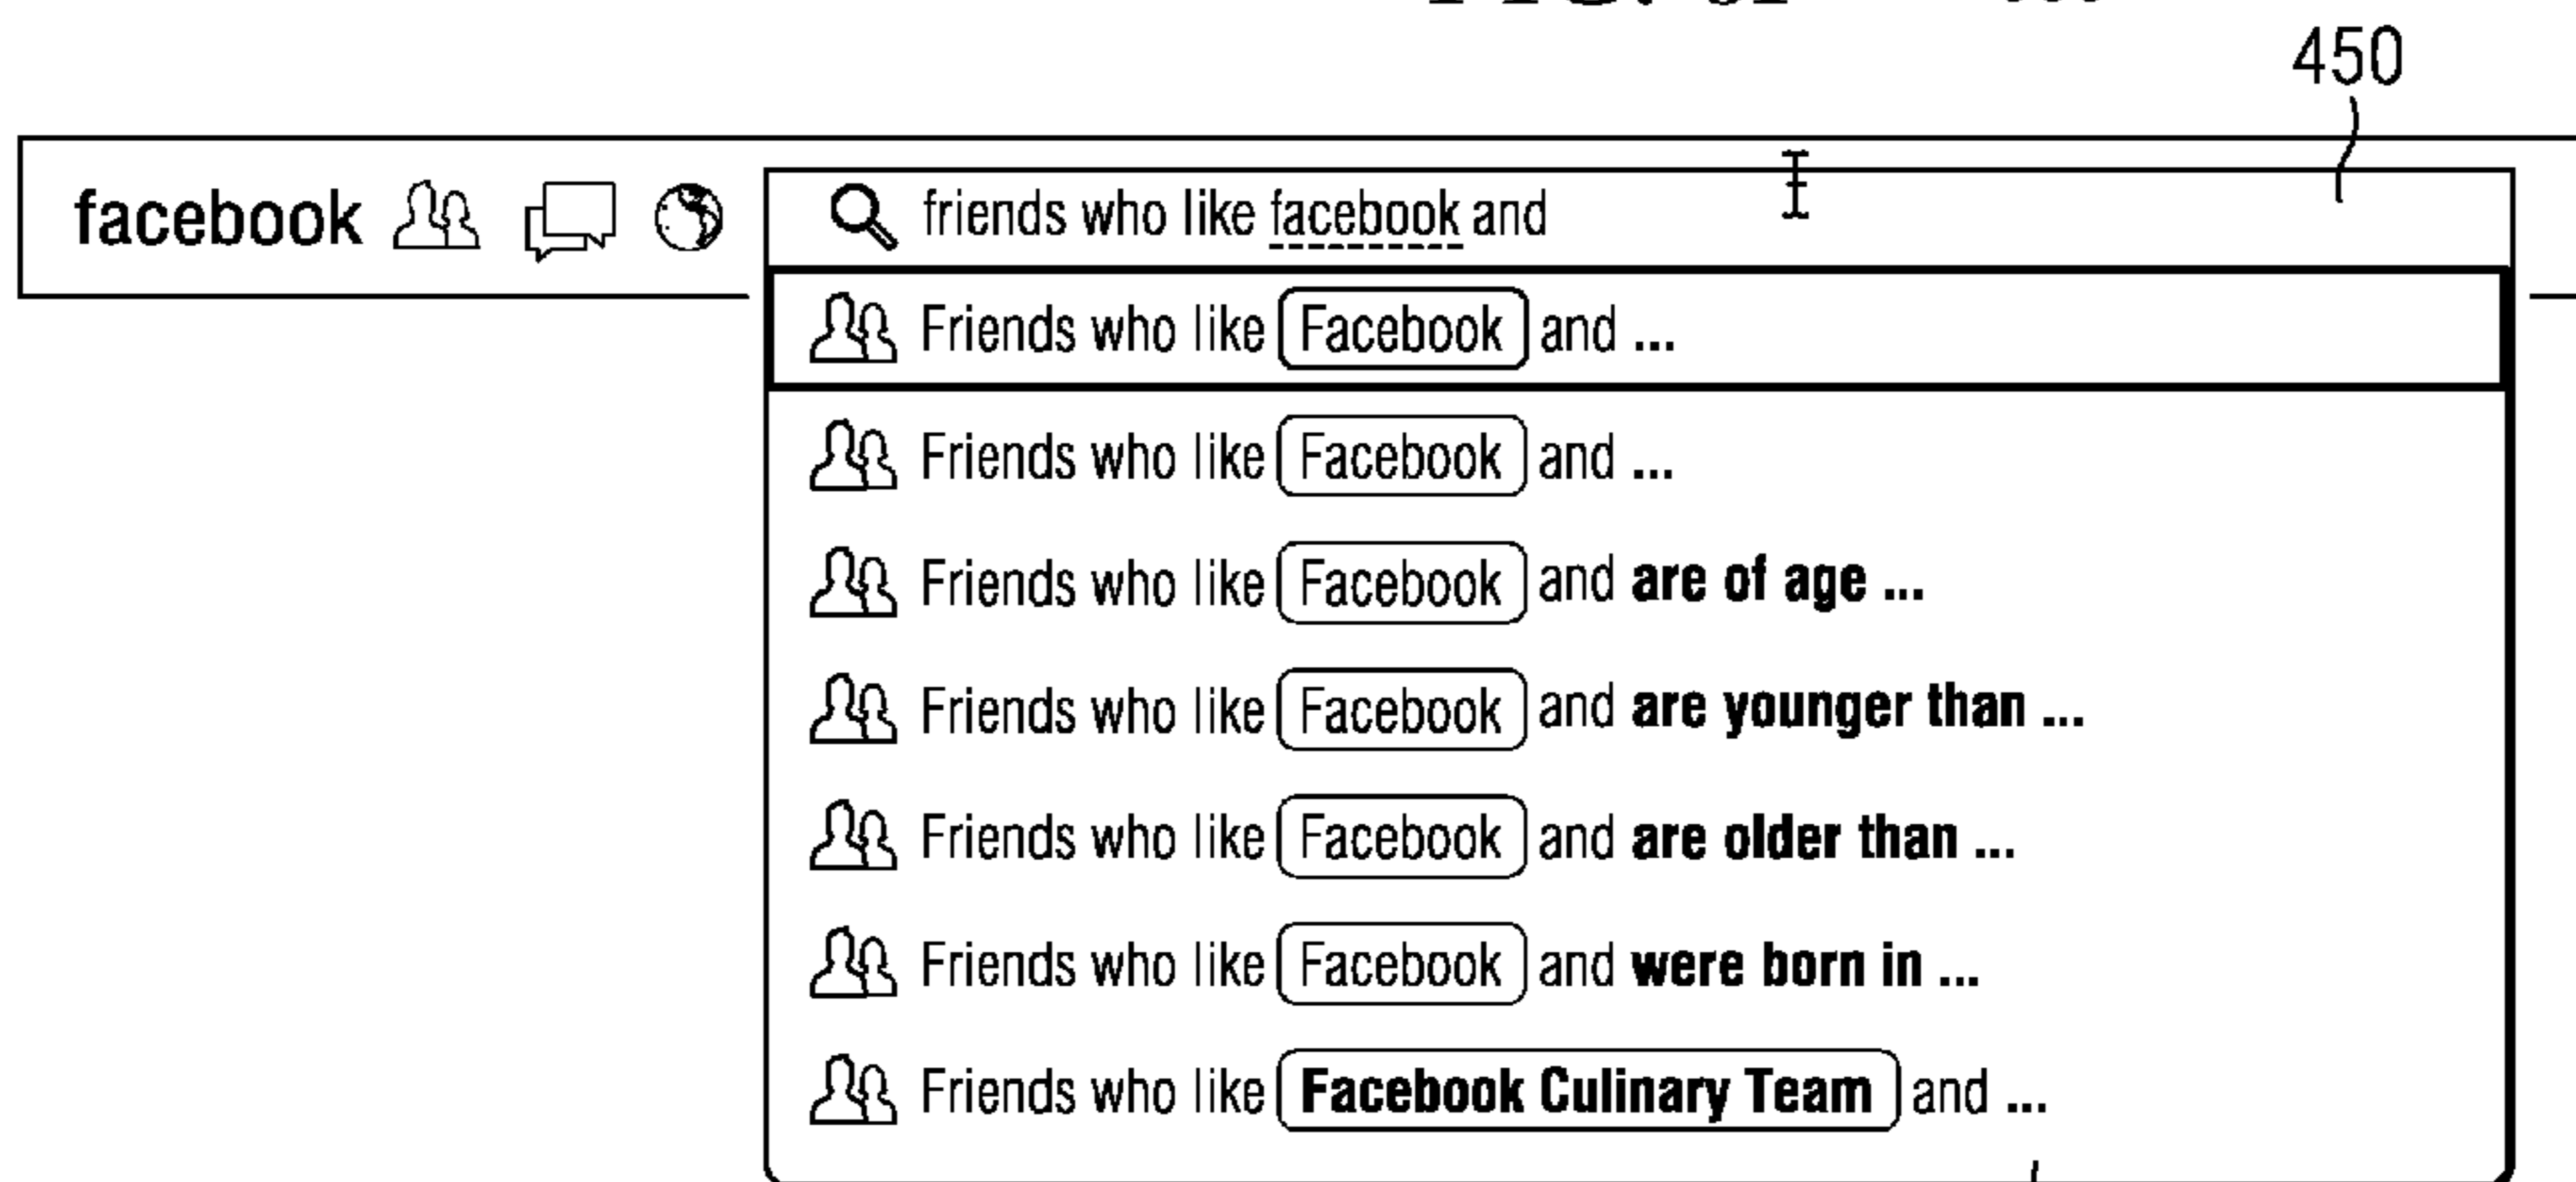 450
facebook
friends who like facebook and
Friends who like Facebook and ...
Friends who like Facebook and ...
Friends who like Facebook and are of age ...
Friends who like Facebook and are younger than ...
Friends who like Facebook and are older than ...
Friends who like Facebook and were born in ...
Friends who like Facebook Culinary Team and ...